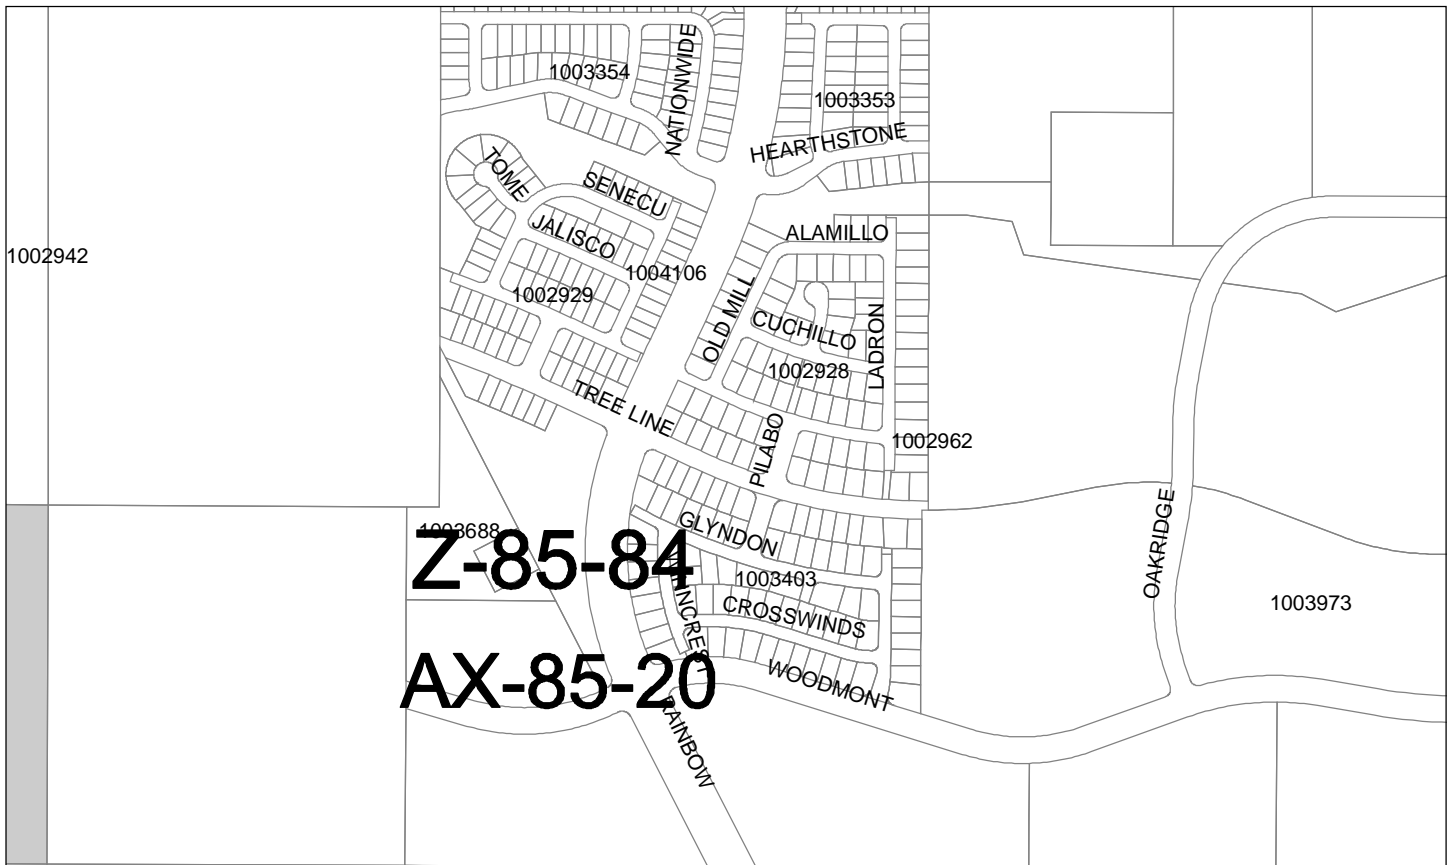 NATIONWIDE
1003354
1003353
HEARTHSTONE
TOME
SENECU
JALISCO
ALAMILLO
1002942
1004106
1002929
OLD MILL
CUCHILLO
LADRON
1002928
TREE LINE
PILABO
1002962
1003688
GLYNDON
OAKRIDGE
Z-85-84
1003403
1003973
CROSSWINDS
AX-85-20
WOODMONT
RAINBOW